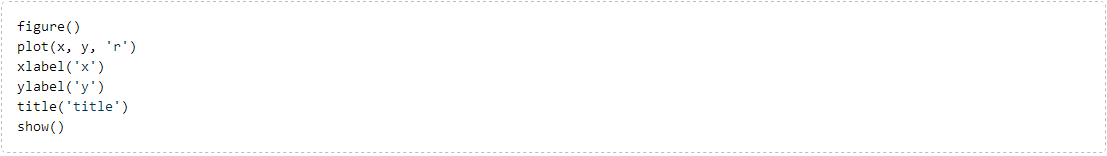 figure()
plot(x, y, 'r')
xlabel('x')
ylabel('y')
title('title')
show()